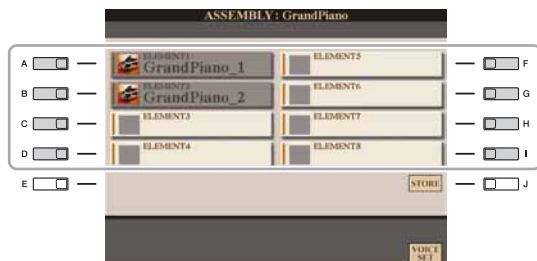 ASSEMBLY: GrandPiano
A
ELEMENT1
GrandPiano_1
ELEMENT5
F
B
ELEMENT2
GrandPiano_2
ELEMENT6
G
C
ELEMENT3
ELEMENT7
H
D
ELEMENT4
ELEMENT8
I
E
STORE
J
VOICE
SET